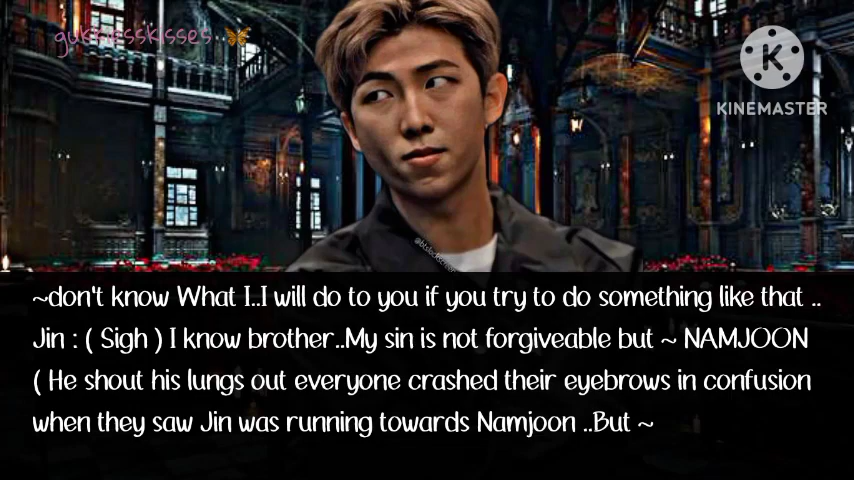 gukkiesskisses
KINEMASTER
~don't know What I..I will do to you if you try to do something like that ..
Jin : ( Sigh ) I know brother..My sin is not forgiveable but ~ NAMJOON
( He shout his lungs out everyone crashed their eyebrows in confusion
when they saw Jin was running towards Namjoon ..But ~